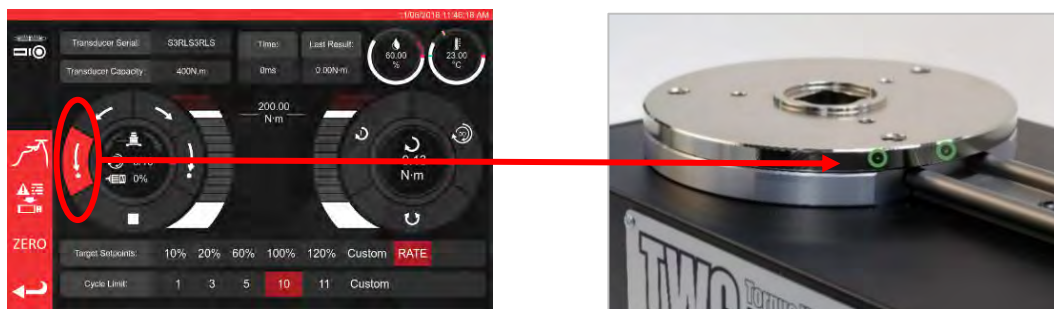 11/06/2018 11:46:18 AM
Transducer Serial: S3RLS3RLS Time: Last Result:
60.00 %
23.00 °C
Transducer Capacity: 400N.m 0ms 0.00N·m
200.00
N·m
0%
N·m
ZERO
Target Setpoints: 10% 20% 60% 100% 120% Custom RATE
Cycle Limit: 1 3 5 10 11 Custom